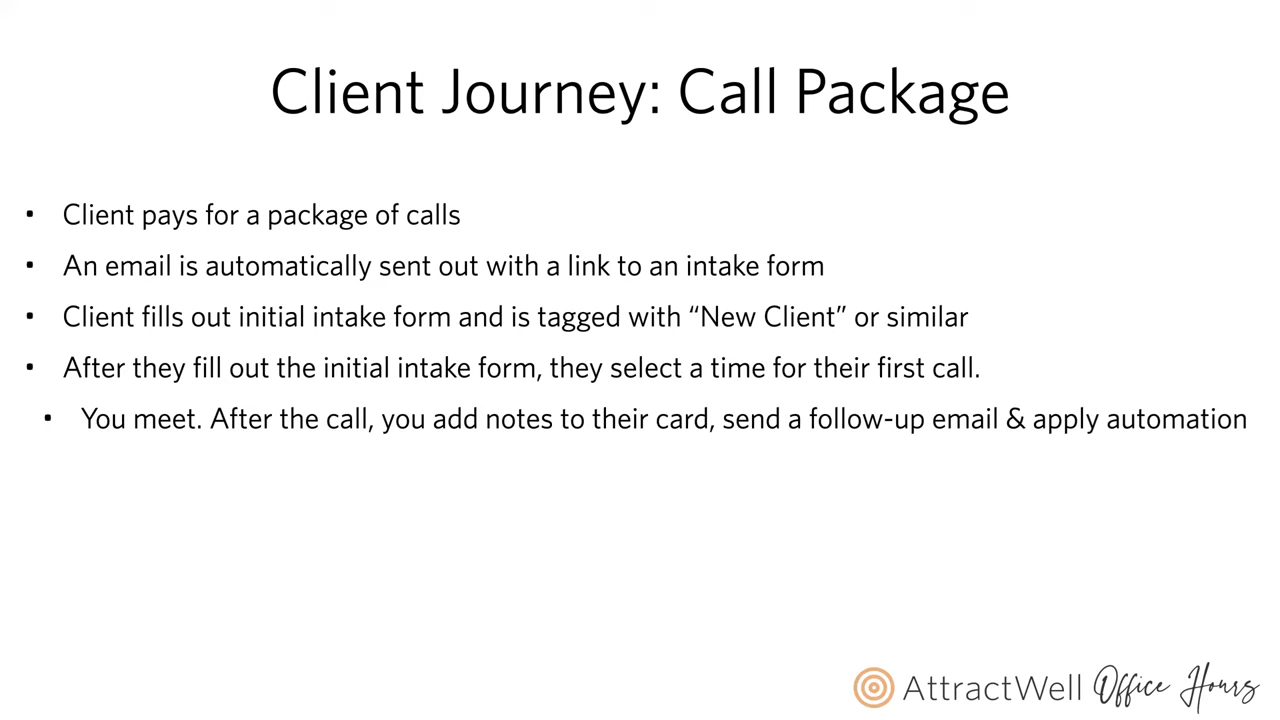 Client Journey: Call Package
• Client pays for a package of calls
• An email is automatically sent out with a link to an intake form
• Client fills out initial intake form and is tagged with “New Client” or similar
• After they fill out the initial intake form, they select a time for their first call.
• You meet. After the call, you add notes to their card, send a follow-up email & apply automation
AttractWell Office Hours